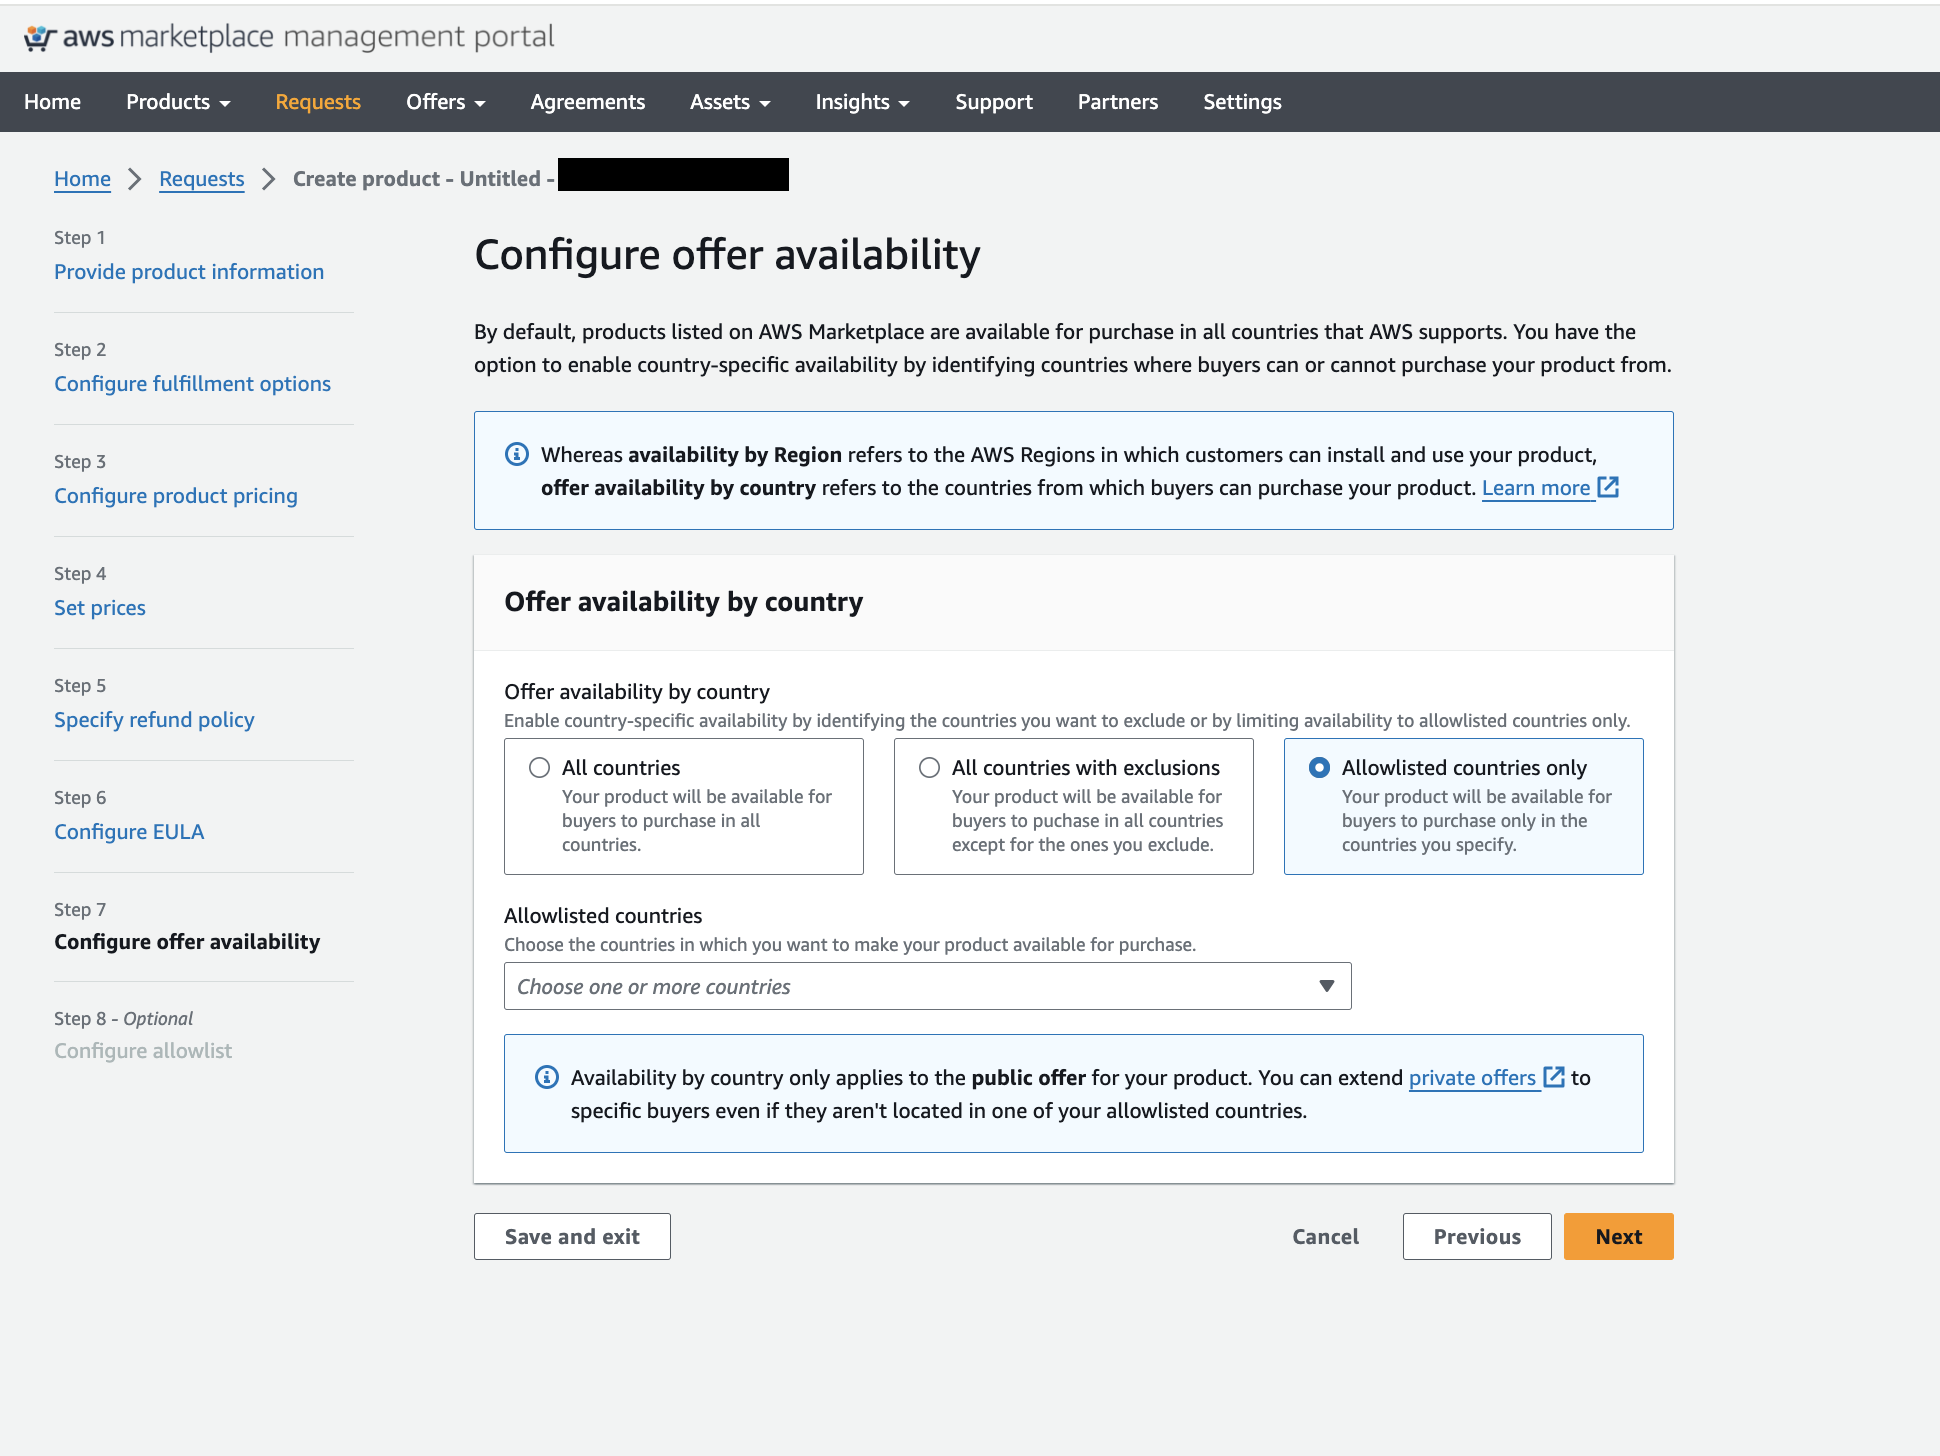 aws marketplace management portal
Home Products Requests Offers Agreements Assets Insights Support Partners Settings
Home Requests Create product - Untitled -
Step 1
Provide product information
Step 2
Configure fulfillment options
Step 3
Configure product pricing
Step 4
Set prices
Step 5
Specify refund policy
Step 6
Configure EULA
Step 7
Configure offer availability
Step 8 - Optional
Configure allowlist
Configure offer availability
By default, products listed on AWS Marketplace are available for purchase in all countries that AWS supports. You have the
option to enable country-specific availability by identifying countries where buyers can or cannot purchase your product from.
Whereas availability by Region refers to the AWS Regions in which customers can install and use your product,
offer availability by country refers to the countries from which buyers can purchase your product. Learn more
Offer availability by country
Offer availability by country
Enable country-specific availability by identifying the countries you want to exclude or by limiting availability to allowlisted countries only.
All countries
Your product will be available for
buyers to purchase in all
countries.
All countries with exclusions
Your product will be available for
buyers to puchase in all countries
except for the ones you exclude.
Allowlisted countries only
Your product will be available for
buyers to purchase only in the
countries you specify.
Allowlisted countries
Choose the countries in which you want to make your product available for purchase.
Choose one or more countries
Availability by country only applies to the public offer for your product. You can extend private offers to
specific buyers even if they aren't located in one of your allowlisted countries.
Save and exit
Cancel
Previous
Next